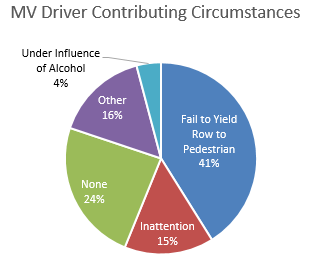 MV Driver Contributing Circumstances
Under Influence
of Alcohol
4%
Other
16%
Fail to Yield
Row to
Pedestrian
41%
None
24%
Inattention
15%